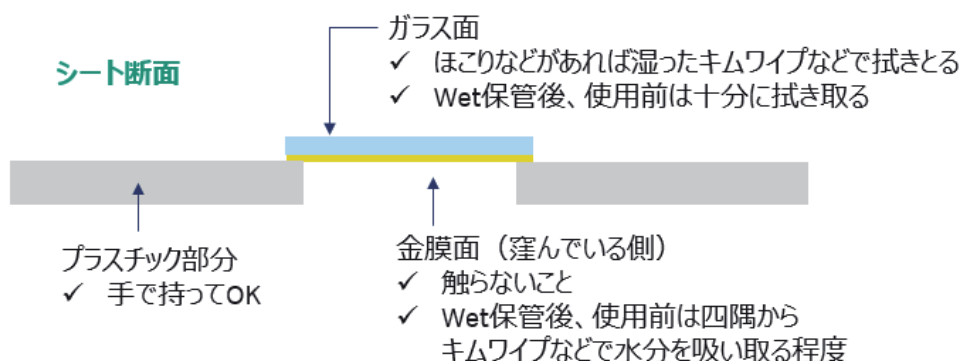 シート断面
ガラス面
✓ ほこりなどがあれば湿ったキムワイプなどで拭きとる
✓ Wet保管後、使用前は十分に拭き取る
プラスチック部分
✓ 手で持ってOK
金膜面（窪んでいる側）
✓ 触らないこと
✓ Wet保管後、使用前は四隅から
キムワイプなどで水分を吸い取る程度